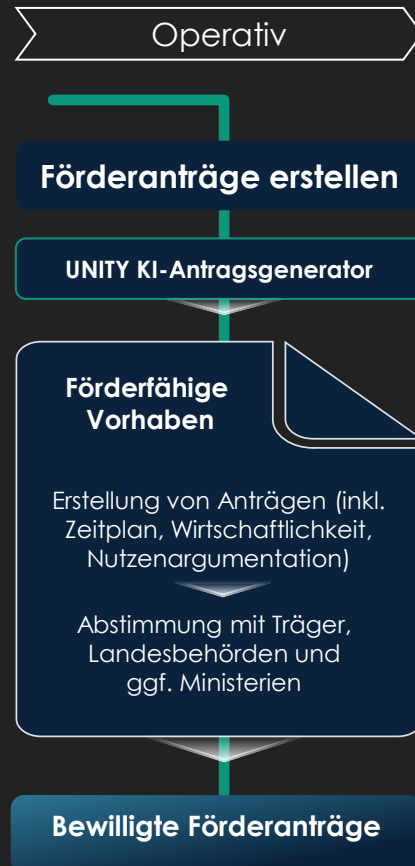 Operativ
Förderanträge erstellen
UNITY KI-Antragsgenerator
Förderfähige
Vorhaben
Erstellung von Anträgen (inkl.
Zeitplan, Wirtschaftlichkeit,
Nutzenargumentation)
Abstimmung mit Träger,
Landesbehörden und
ggf. Ministerien
Bewilligte Förderanträge